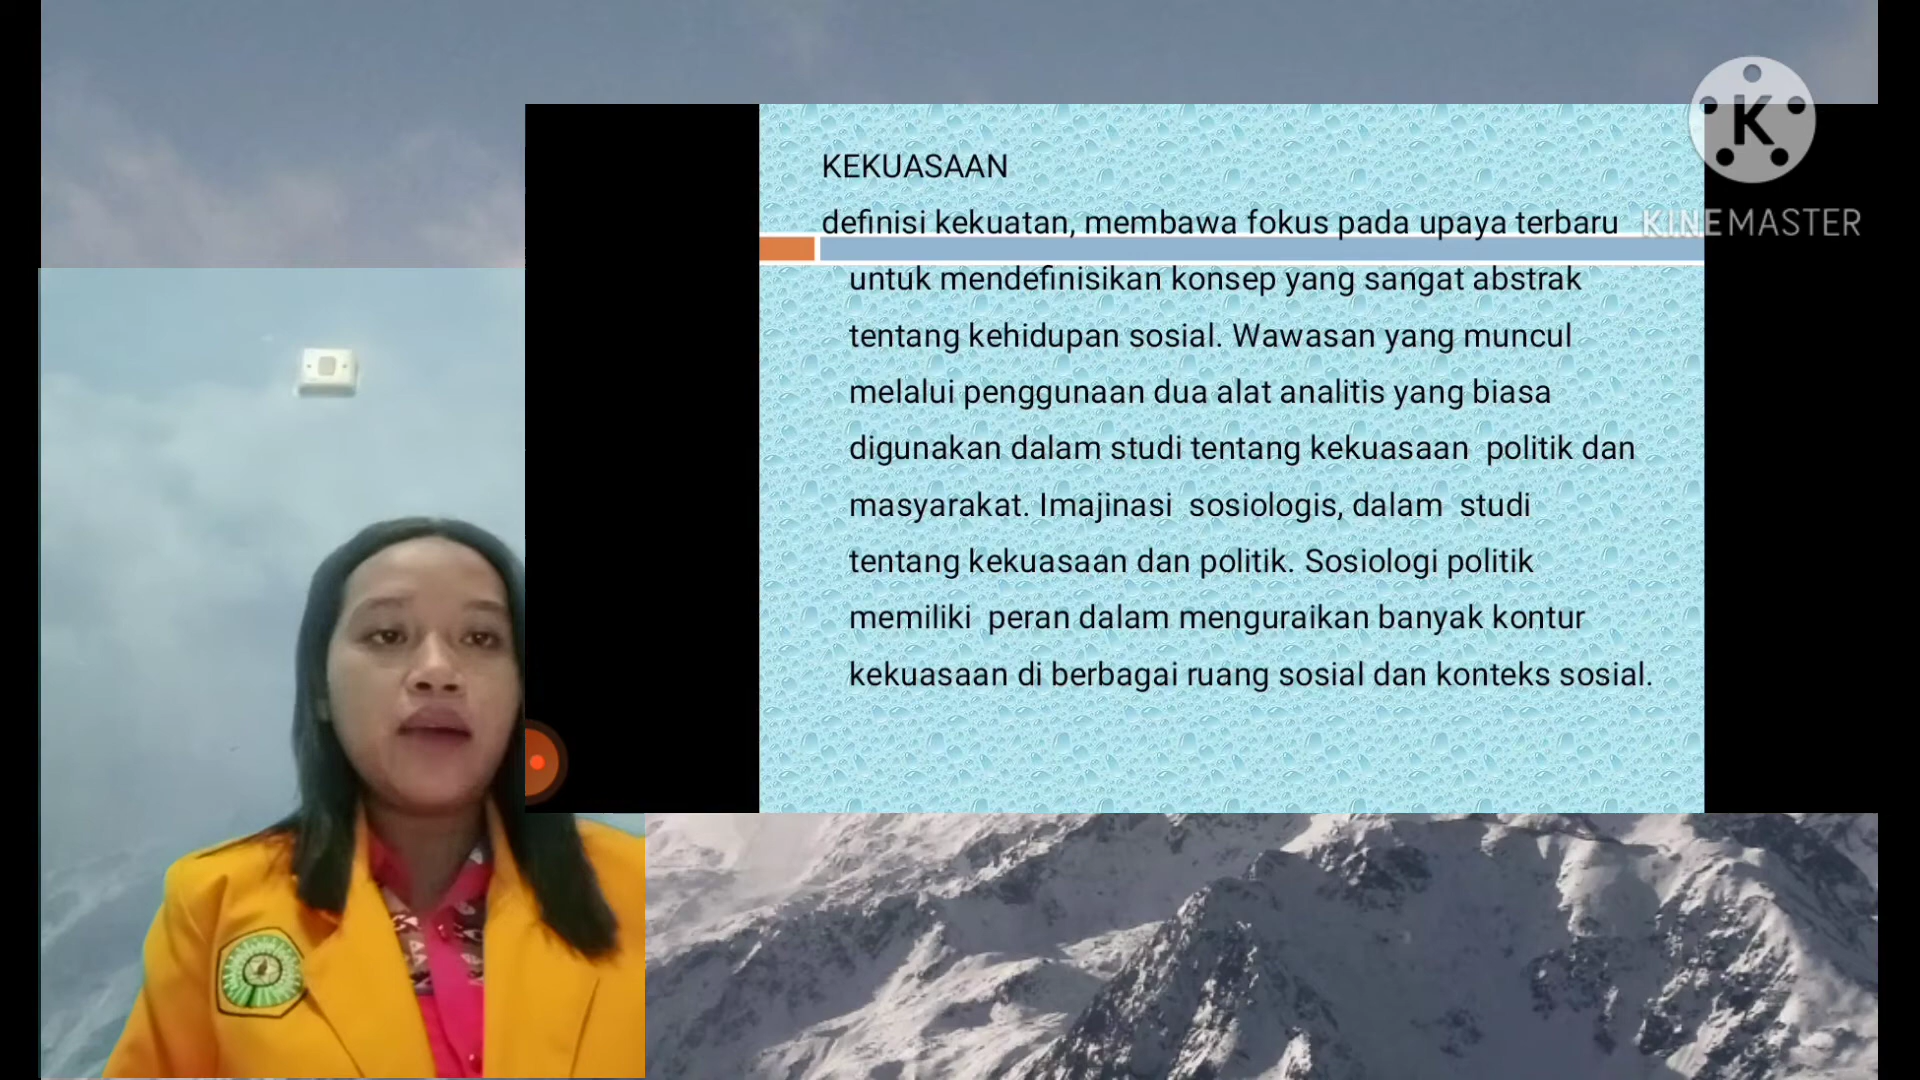 KEKUASAAN
definisi kekuatan, membawa fokus pada upaya terbaru
untuk mendefinisikan konsep yang sangat abstrak
tentang kehidupan sosial. Wawasan yang muncul
melalui penggunaan dua alat analitis yang biasa
digunakan dalam studi tentang kekuasaan politik dan
masyarakat. Imajinasi sosiologis, dalam studi
tentang kekuasaan dan politik. Sosiologi politik
memiliki peran dalam menguraikan banyak kontur
kekuasaan di berbagai ruang sosial dan konteks sosial.
K
KINEMASTER